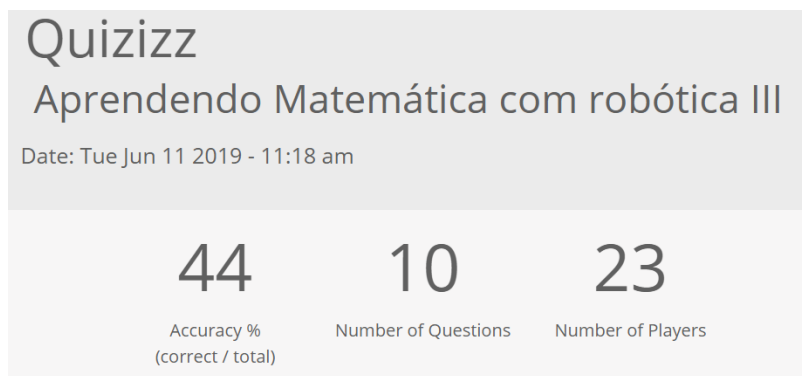 Quizizz
Aprendendo Matemática com robótica III
Date: Tue Jun 11 2019 - 11:18 am
44 10 23
Accuracy % Number of Questions Number of Players
(correct / total)